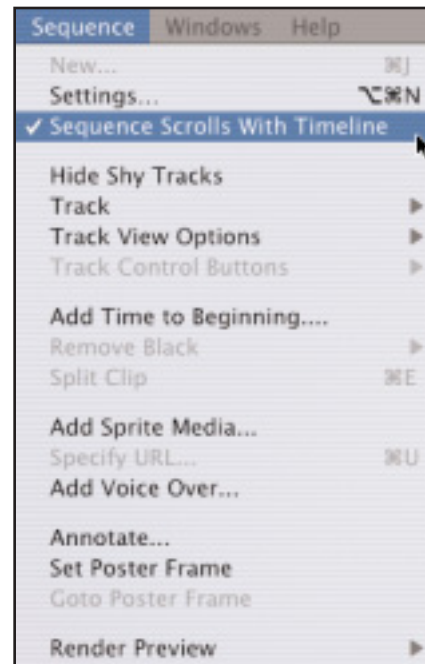 Sequence Windows Help
New... ⌘J
Settings... ⌥⌘N
✓ Sequence Scrolls With Timeline
Hide Shy Tracks
Track
Track View Options
Track Control Buttons
Add Time to Beginning....
Remove Black
Split Clip ⌘E
Add Sprite Media...
Specify URL... ⌘U
Add Voice Over...
Annotate...
Set Poster Frame
Goto Poster Frame
Render Preview